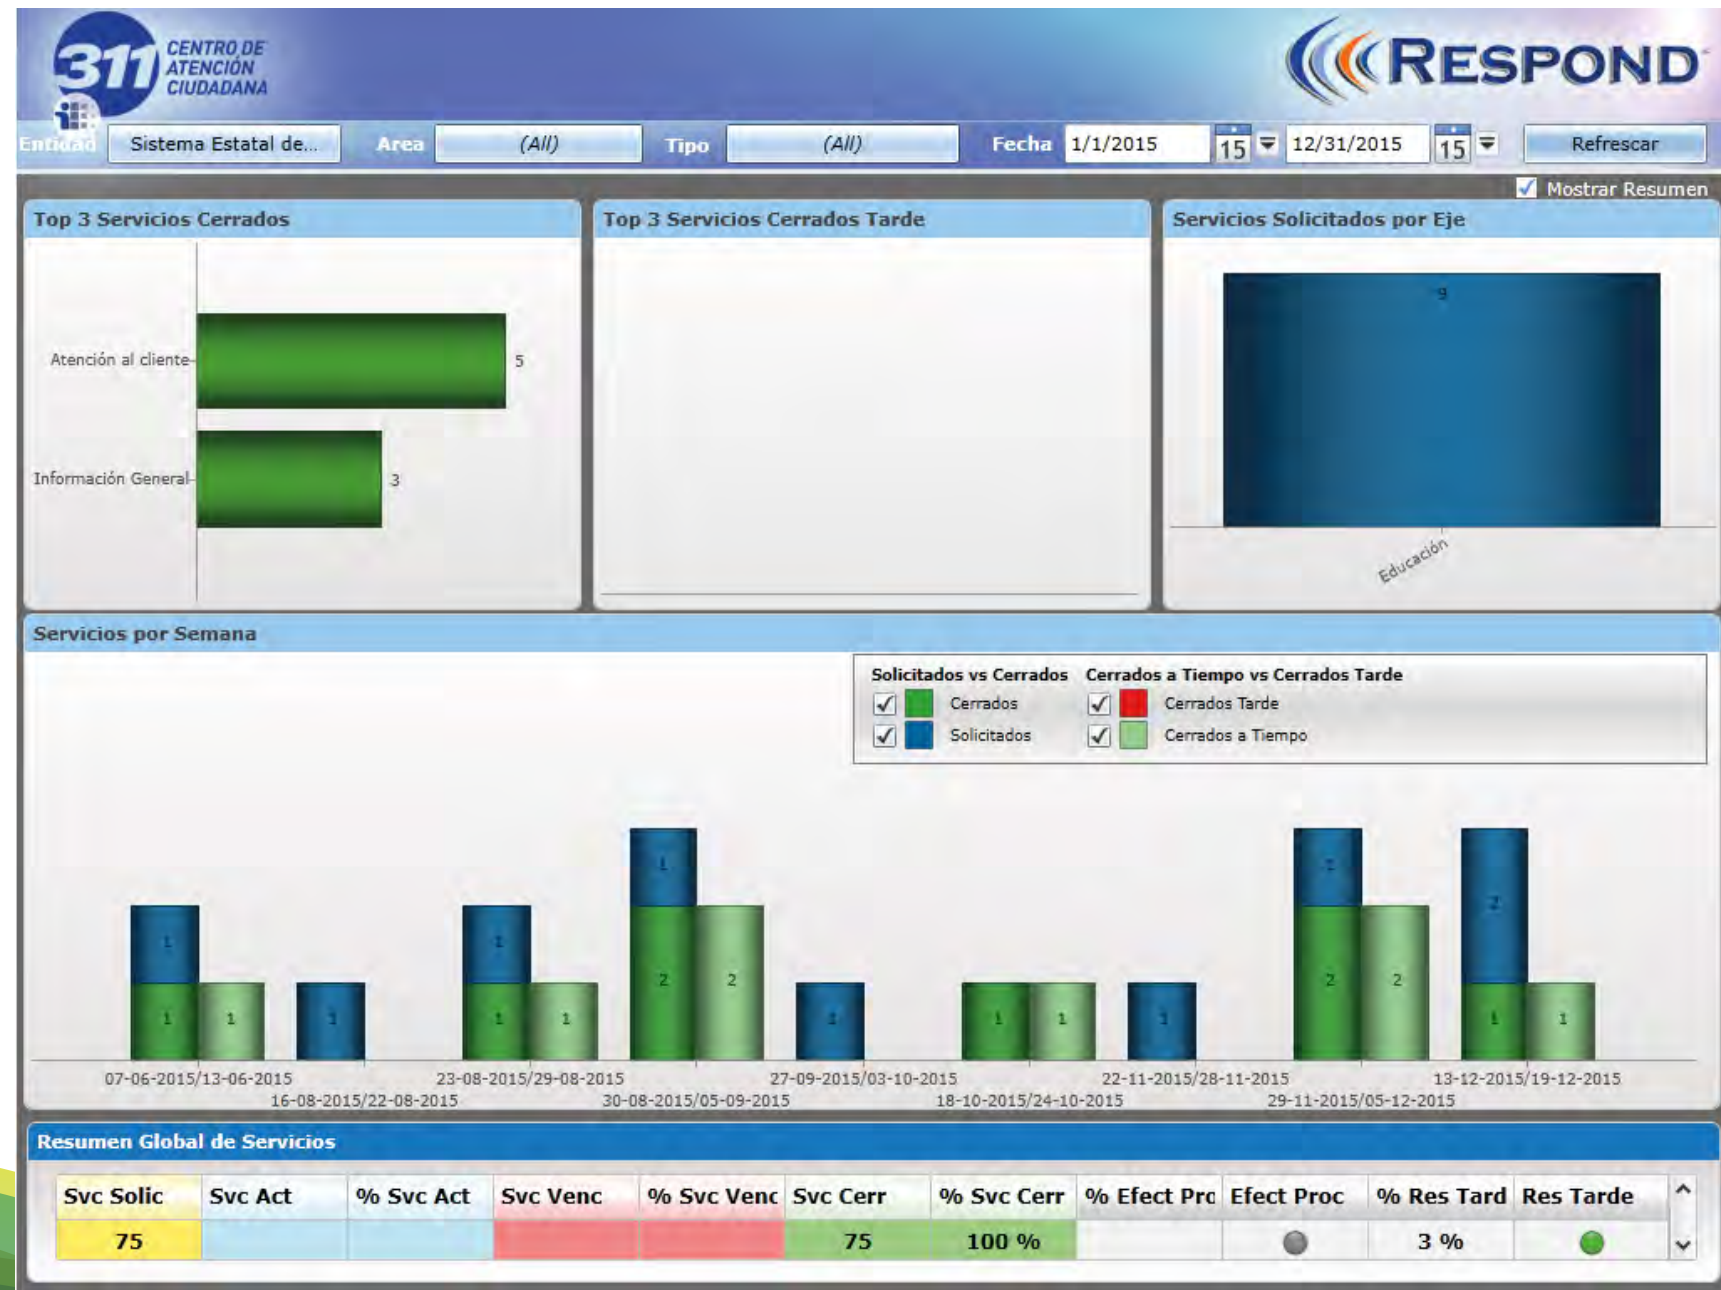 311 CENTRO DE
ATENCIÓN
CIUDADANA
RESPOND
Entidad Sistema Estatal de... Area (All) Tipo (All) Fecha 1/1/2015 15 12/31/2015 15 Refrescar
Mostrar Resumen
Top 3 Servicios Cerrados
Atención al cliente 5
Información General 3
Top 3 Servicios Cerrados Tarde
Servicios Solicitados por Eje
9
Educación
Servicios por Semana
Solicitados vs Cerrados Cerrados a Tiempo vs Cerrados Tarde
Cerrados Cerrados Tarde
Solicitados Cerrados a Tiempo
1 1 2
1 1 2 2 2 2
1 1 1 1 1 1 1 1 1 1 1
07-06-2015/13-06-2015 23-08-2015/29-08-2015 27-09-2015/03-10-2015 22-11-2015/28-11-2015 13-12-2015/19-12-2015
16-08-2015/22-08-2015 30-08-2015/05-09-2015 18-10-2015/24-10-2015 29-11-2015/05-12-2015
Resumen Global de Servicios
Svc Solic Svc Act % Svc Act Svc Venc % Svc Venc Svc Cerr % Svc Cerr % Efect Prc Efect Proc % Res Tard Res Tarde
75 75 100 % 3 %